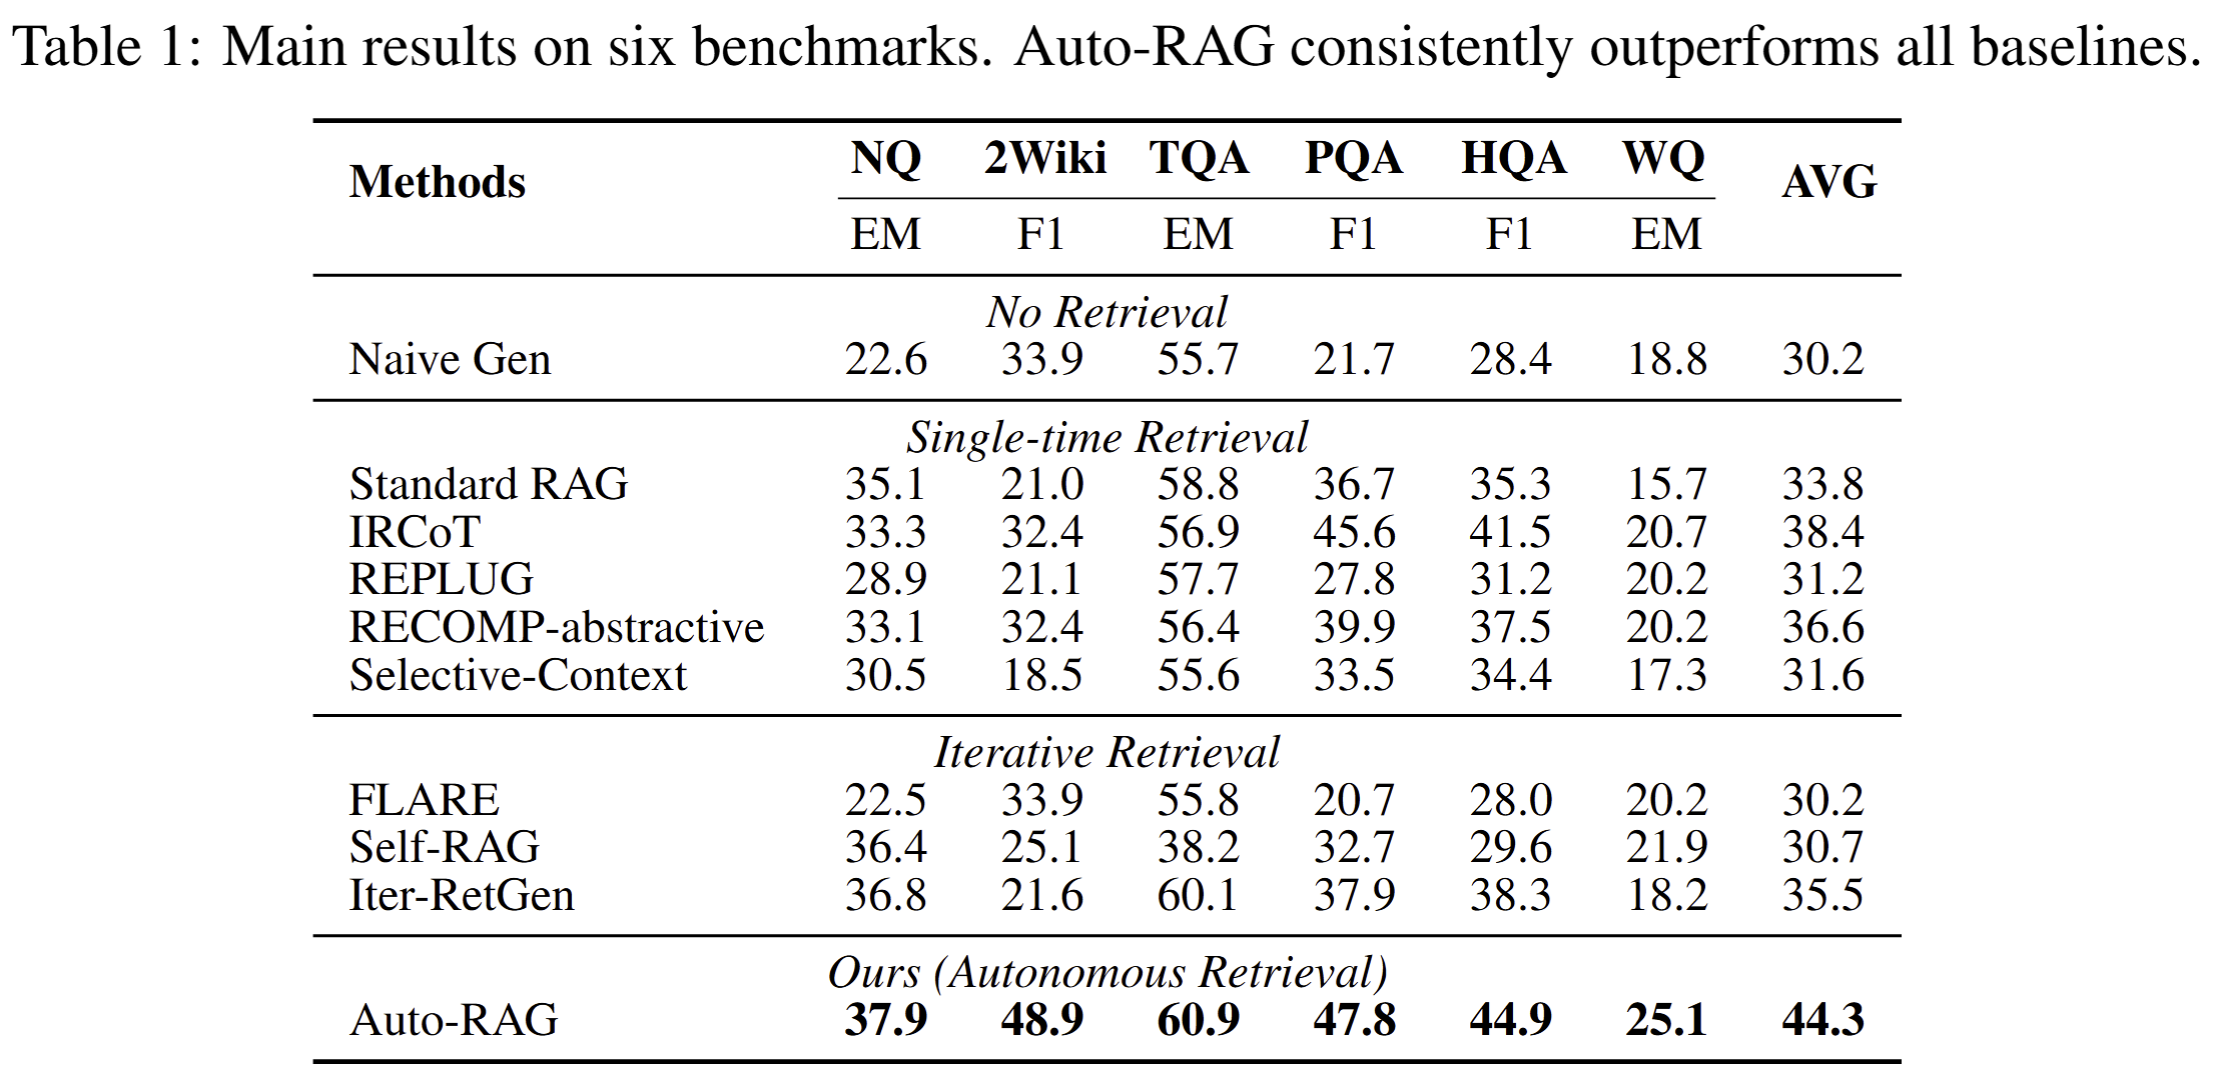 Table 1: Main results on six benchmarks. Auto-RAG consistently outperforms all baselines.
Methods NQ 2Wiki TQA PQA HQA WQ AVG
EM F1 EM F1 F1 EM
No Retrieval
Naive Gen 22.6 33.9 55.7 21.7 28.4 18.8 30.2
Single-time Retrieval
Standard RAG 35.1 21.0 58.8 36.7 35.3 15.7 33.8
IRCoT 33.3 32.4 56.9 45.6 41.5 20.7 38.4
REPLUG 28.9 21.1 57.7 27.8 31.2 20.2 31.2
RECOMP-abstractive 33.1 32.4 56.4 39.9 37.5 20.2 36.6
Selective-Context 30.5 18.5 55.6 33.5 34.4 17.3 31.6
Iterative Retrieval
FLARE 22.5 33.9 55.8 20.7 28.0 20.2 30.2
Self-RAG 36.4 25.1 38.2 32.7 29.6 21.9 30.7
Iter-RetGen 36.8 21.6 60.1 37.9 38.3 18.2 35.5
Ours (Autonomous Retrieval)
Auto-RAG 37.9 48.9 60.9 47.8 44.9 25.1 44.3